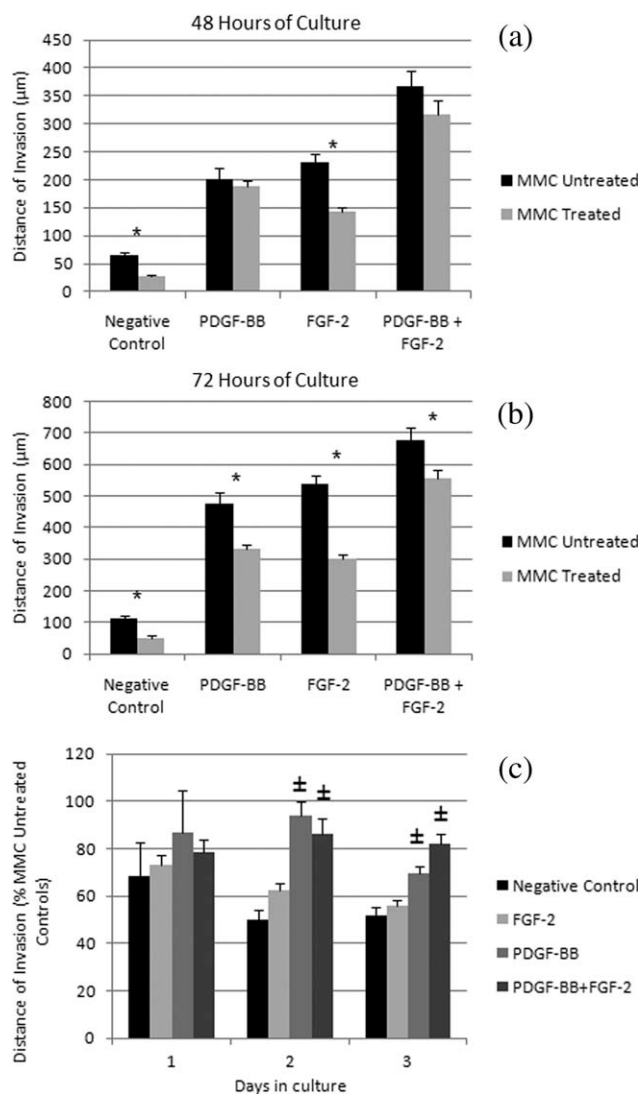 48 Hours of Culture
(a)
Distance of Invasion (µm)
450
400
350
300
250
200
150
100
50
0
*
*
Negative
Control
PDGF-BB
FGF-2
PDGF-BB +
FGF-2
MMC Untreated
MMC Treated
72 Hours of Culture
(b)
Distance of Invasion (µm)
800
700
600
500
400
300
200
100
0
*
*
*
*
Negative
Control
PDGF-BB
FGF-2
PDGF-BB +
FGF-2
MMC Untreated
MMC Treated
(c)
Distance of Invasion (% MMC Untreated
Controls)
120
100
80
60
40
20
0
±
±
±
±
1
2
3
Days in culture
Negative Control
FGF-2
PDGF-BB
PDGF-BB+FGF-2